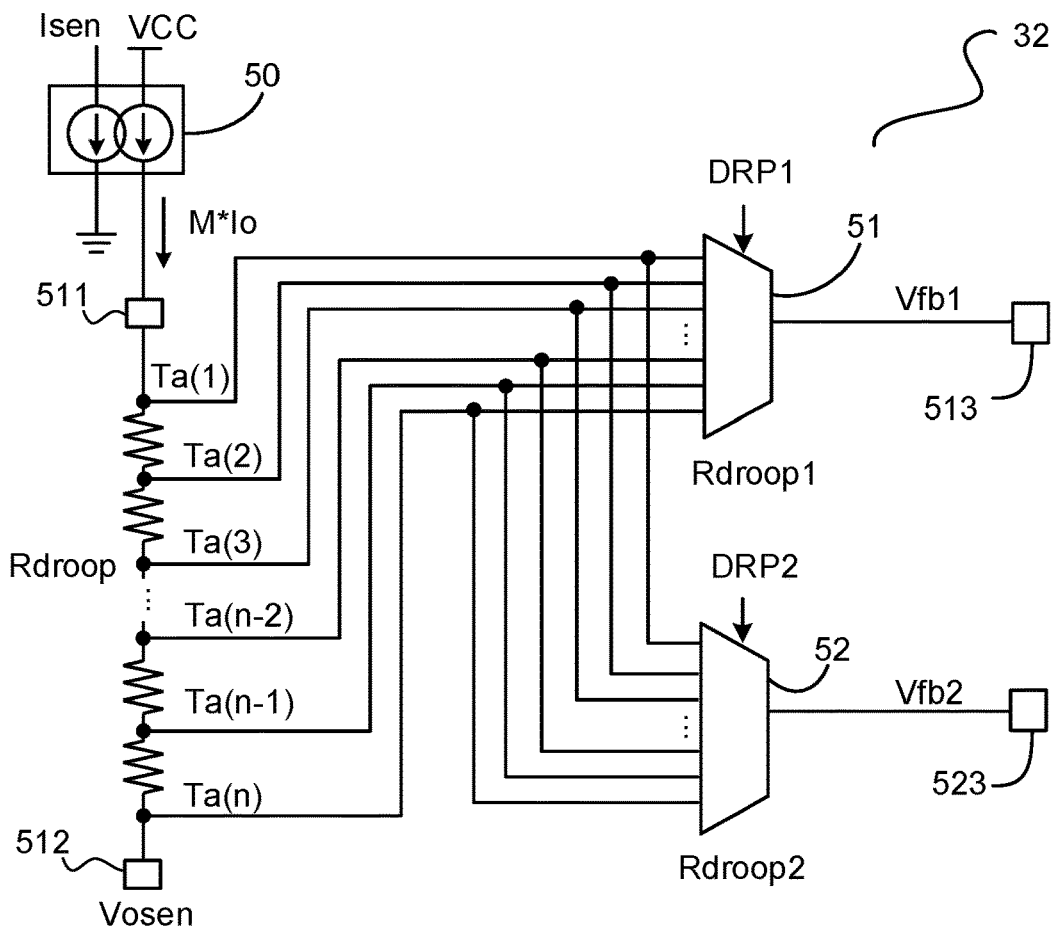 Isen VCC
32
50
DRP1
M*Io
51
511
Vfb1
Ta(1)
513
Ta(2)
Rdroop1
Ta(3)
Rdroop
DRP2
Ta(n-2)
52
Ta(n-1)
Vfb2
Ta(n)
523
512
Rdroop2
Vosen